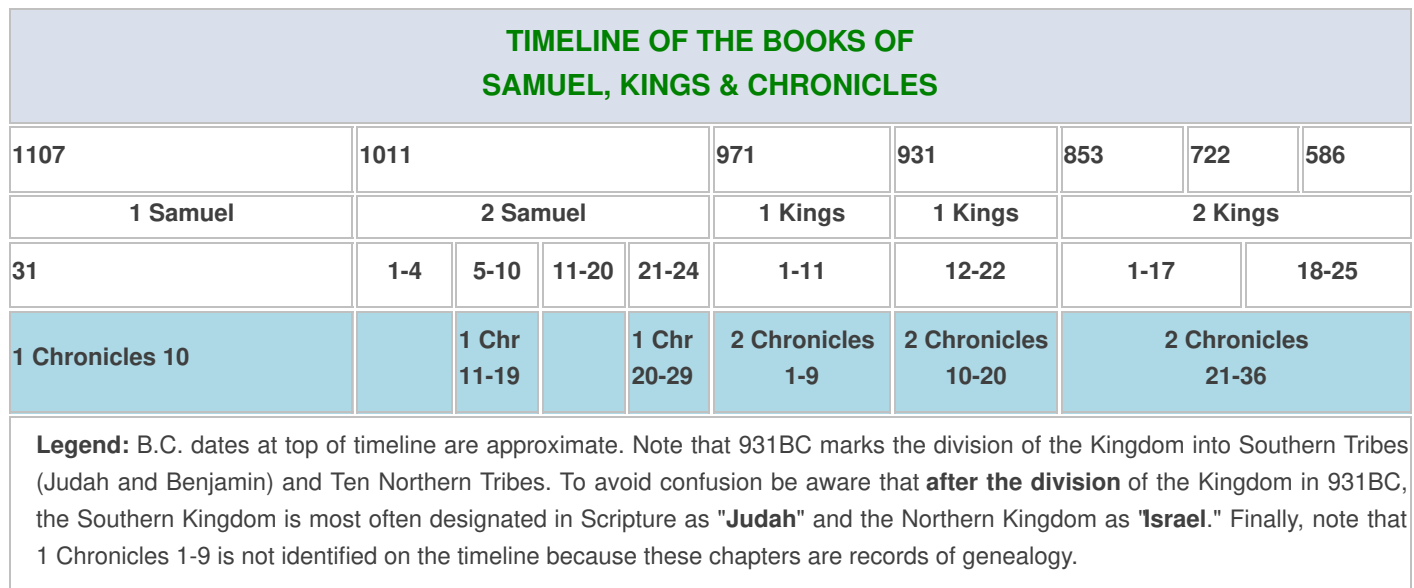 TIMELINE OF THE BOOKS OF
SAMUEL, KINGS & CHRONICLES
1107 1011 971 931 853 722 586
1 Samuel 2 Samuel 1 Kings 1 Kings 2 Kings
31 1-4 5-10 11-20 21-24 1-11 12-22 1-17 18-25
1 Chronicles 10 1 Chr 11-19 1 Chr 20-29 2 Chronicles 1-9 2 Chronicles 10-20 2 Chronicles 21-36
Legend: B.C. dates at top of timeline are approximate. Note that 931BC marks the division of the Kingdom into Southern Tribes
(Judah and Benjamin) and Ten Northern Tribes. To avoid confusion be aware that after the division of the Kingdom in 931BC,
the Southern Kingdom is most often designated in Scripture as "Judah" and the Northern Kingdom as "Israel." Finally, note that
1 Chronicles 1-9 is not identified on the timeline because these chapters are records of genealogy.